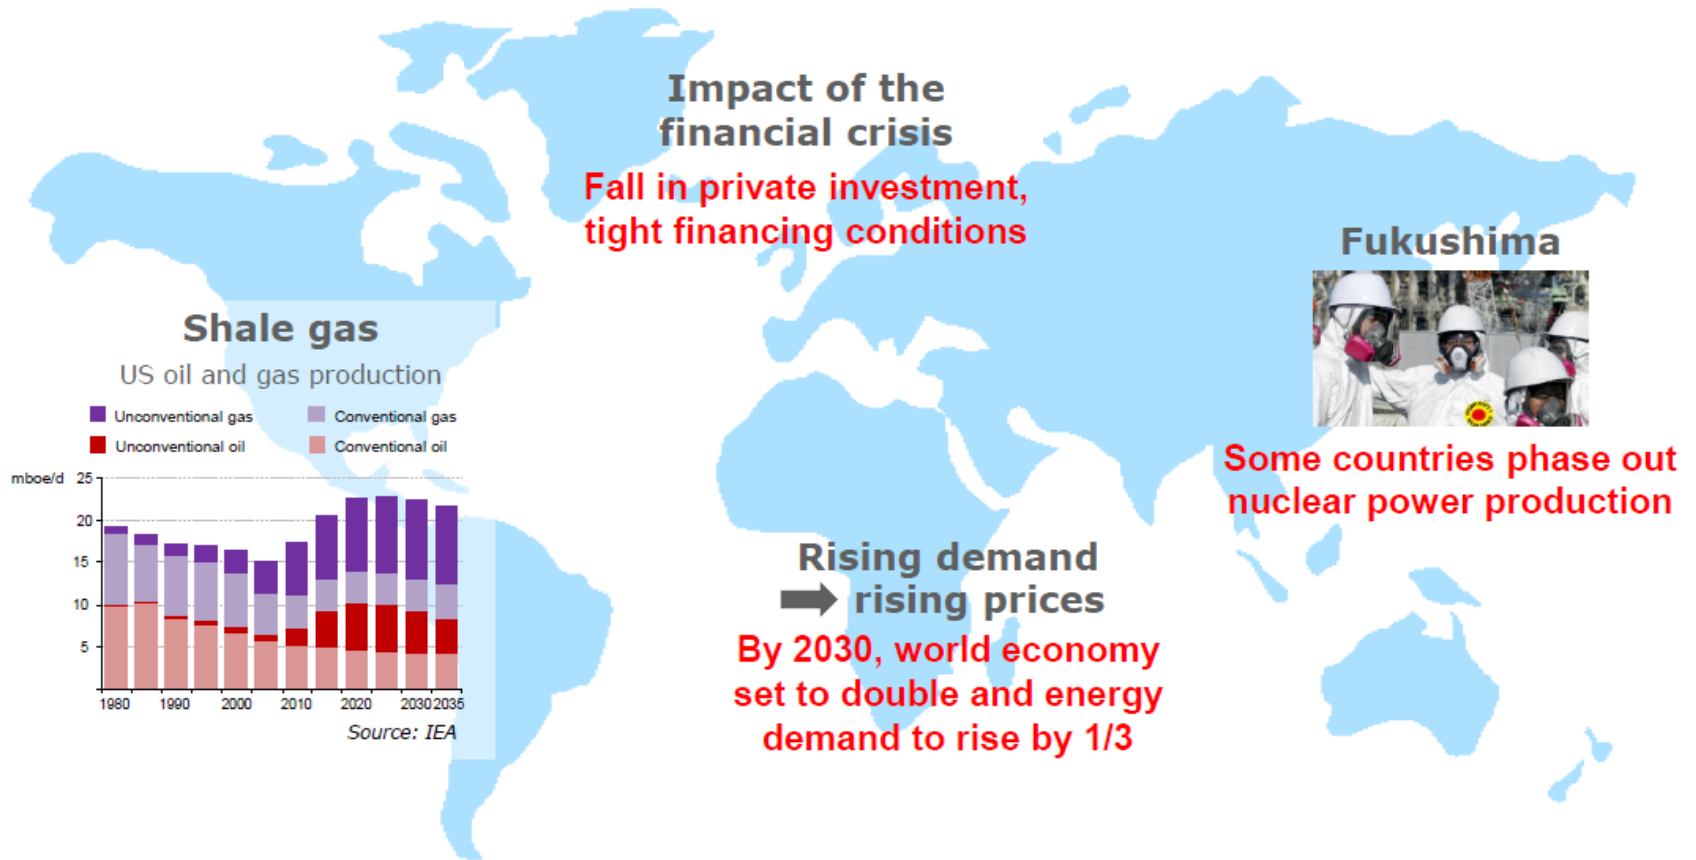 Impact of the
financial crisis
Fall in private investment,
tight financing conditions
Fukushima
Some countries phase out
nuclear power production
Shale gas
US oil and gas production
Unconventional gas
Conventional gas
Unconventional oil
Conventional oil
mboe/d
25
20
15
10
5
1980
1990
2000
2010
2020
2030
2035
Source: IEA
Rising demand
rising prices
By 2030, world economy
set to double and energy
demand to rise by 1/3